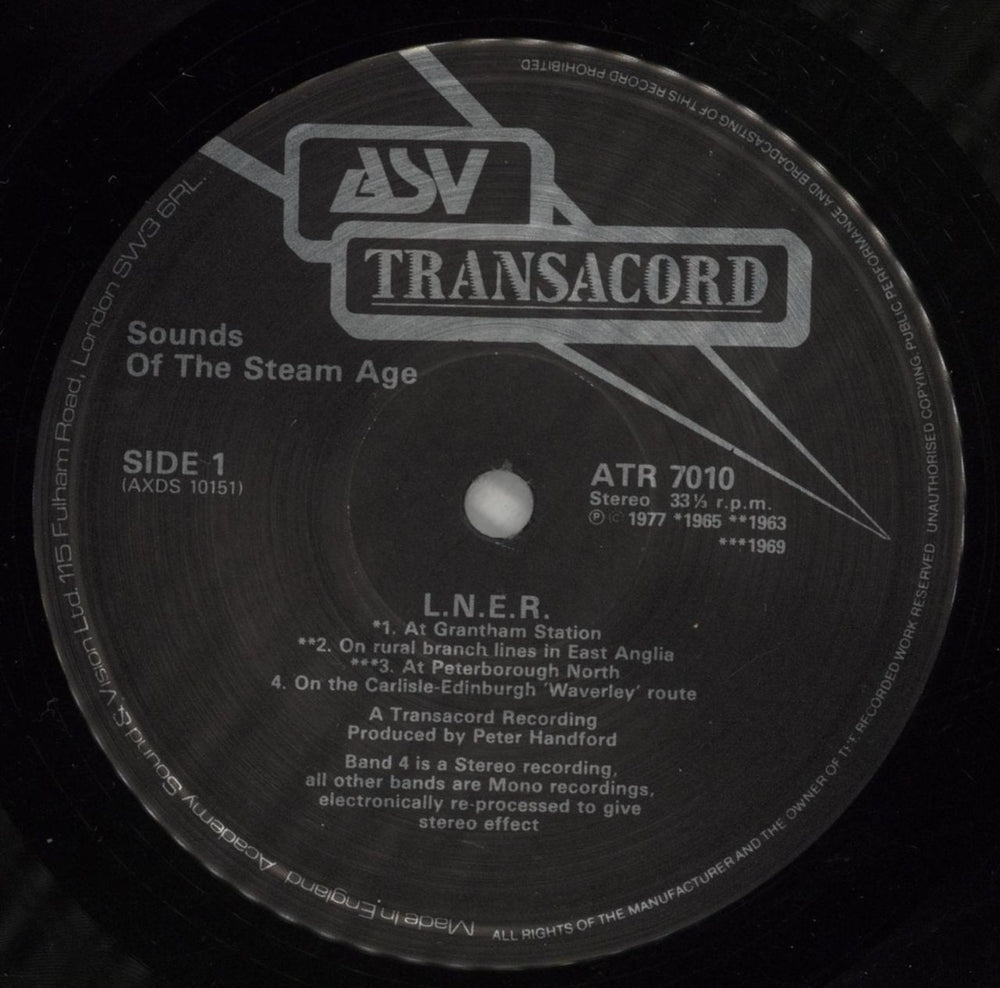 ASV
TRANSACORD
Sounds
Of The Steam Age
SIDE 1
(AXDS 10151)
ATR 7010
Stereo 33⅓ r.p.m.
Ⓟ © 1977 *1965 **1963
***1969
L.N.E.R.
*1. At Grantham Station
**2. On rural branch lines in East Anglia
***3. At Peterborough North
4. On the Carlisle-Edinburgh 'Waverley' route
A Transacord Recording
Produced by Peter Handford
Band 4 is a Stereo recording,
all other bands are Mono recordings,
electronically re-processed to give
stereo effect
Made in England Academy Sound & Vision Ltd. 115 Fulham Road, London SW3 6RL.
ALL RIGHTS OF THE MANUFACTURER AND THE OWNER OF THE RECORDED WORK RESERVED UNAUTHORISED COPYING, PUBLIC PERFORMANCE AND BROADCASTING OF THIS RECORD PROHIBITED.